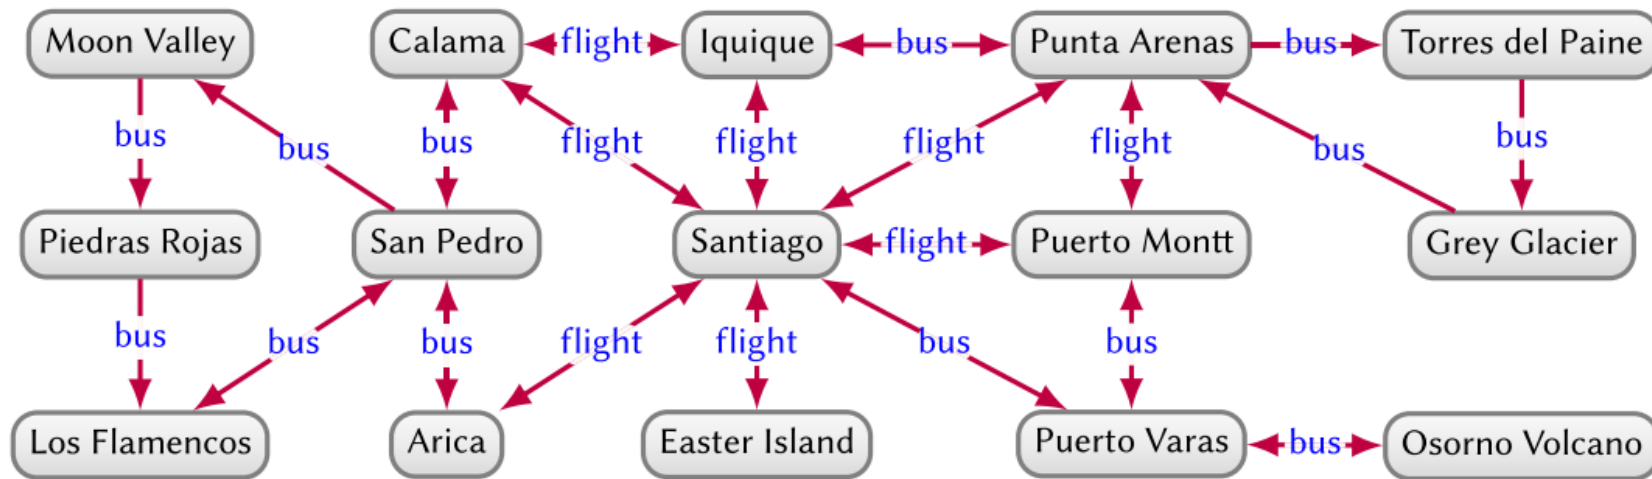 Moon Valley
Calama
flight
Iquique
bus
Punta Arenas
bus
Torres del Paine
bus
bus
bus
flight
flight
flight
flight
bus
bus
Piedras Rojas
San Pedro
Santiago
flight
Puerto Montt
Grey Glacier
bus
bus
bus
flight
flight
bus
bus
Los Flamencos
Arica
Easter Island
Puerto Varas
bus
Osorno Volcano